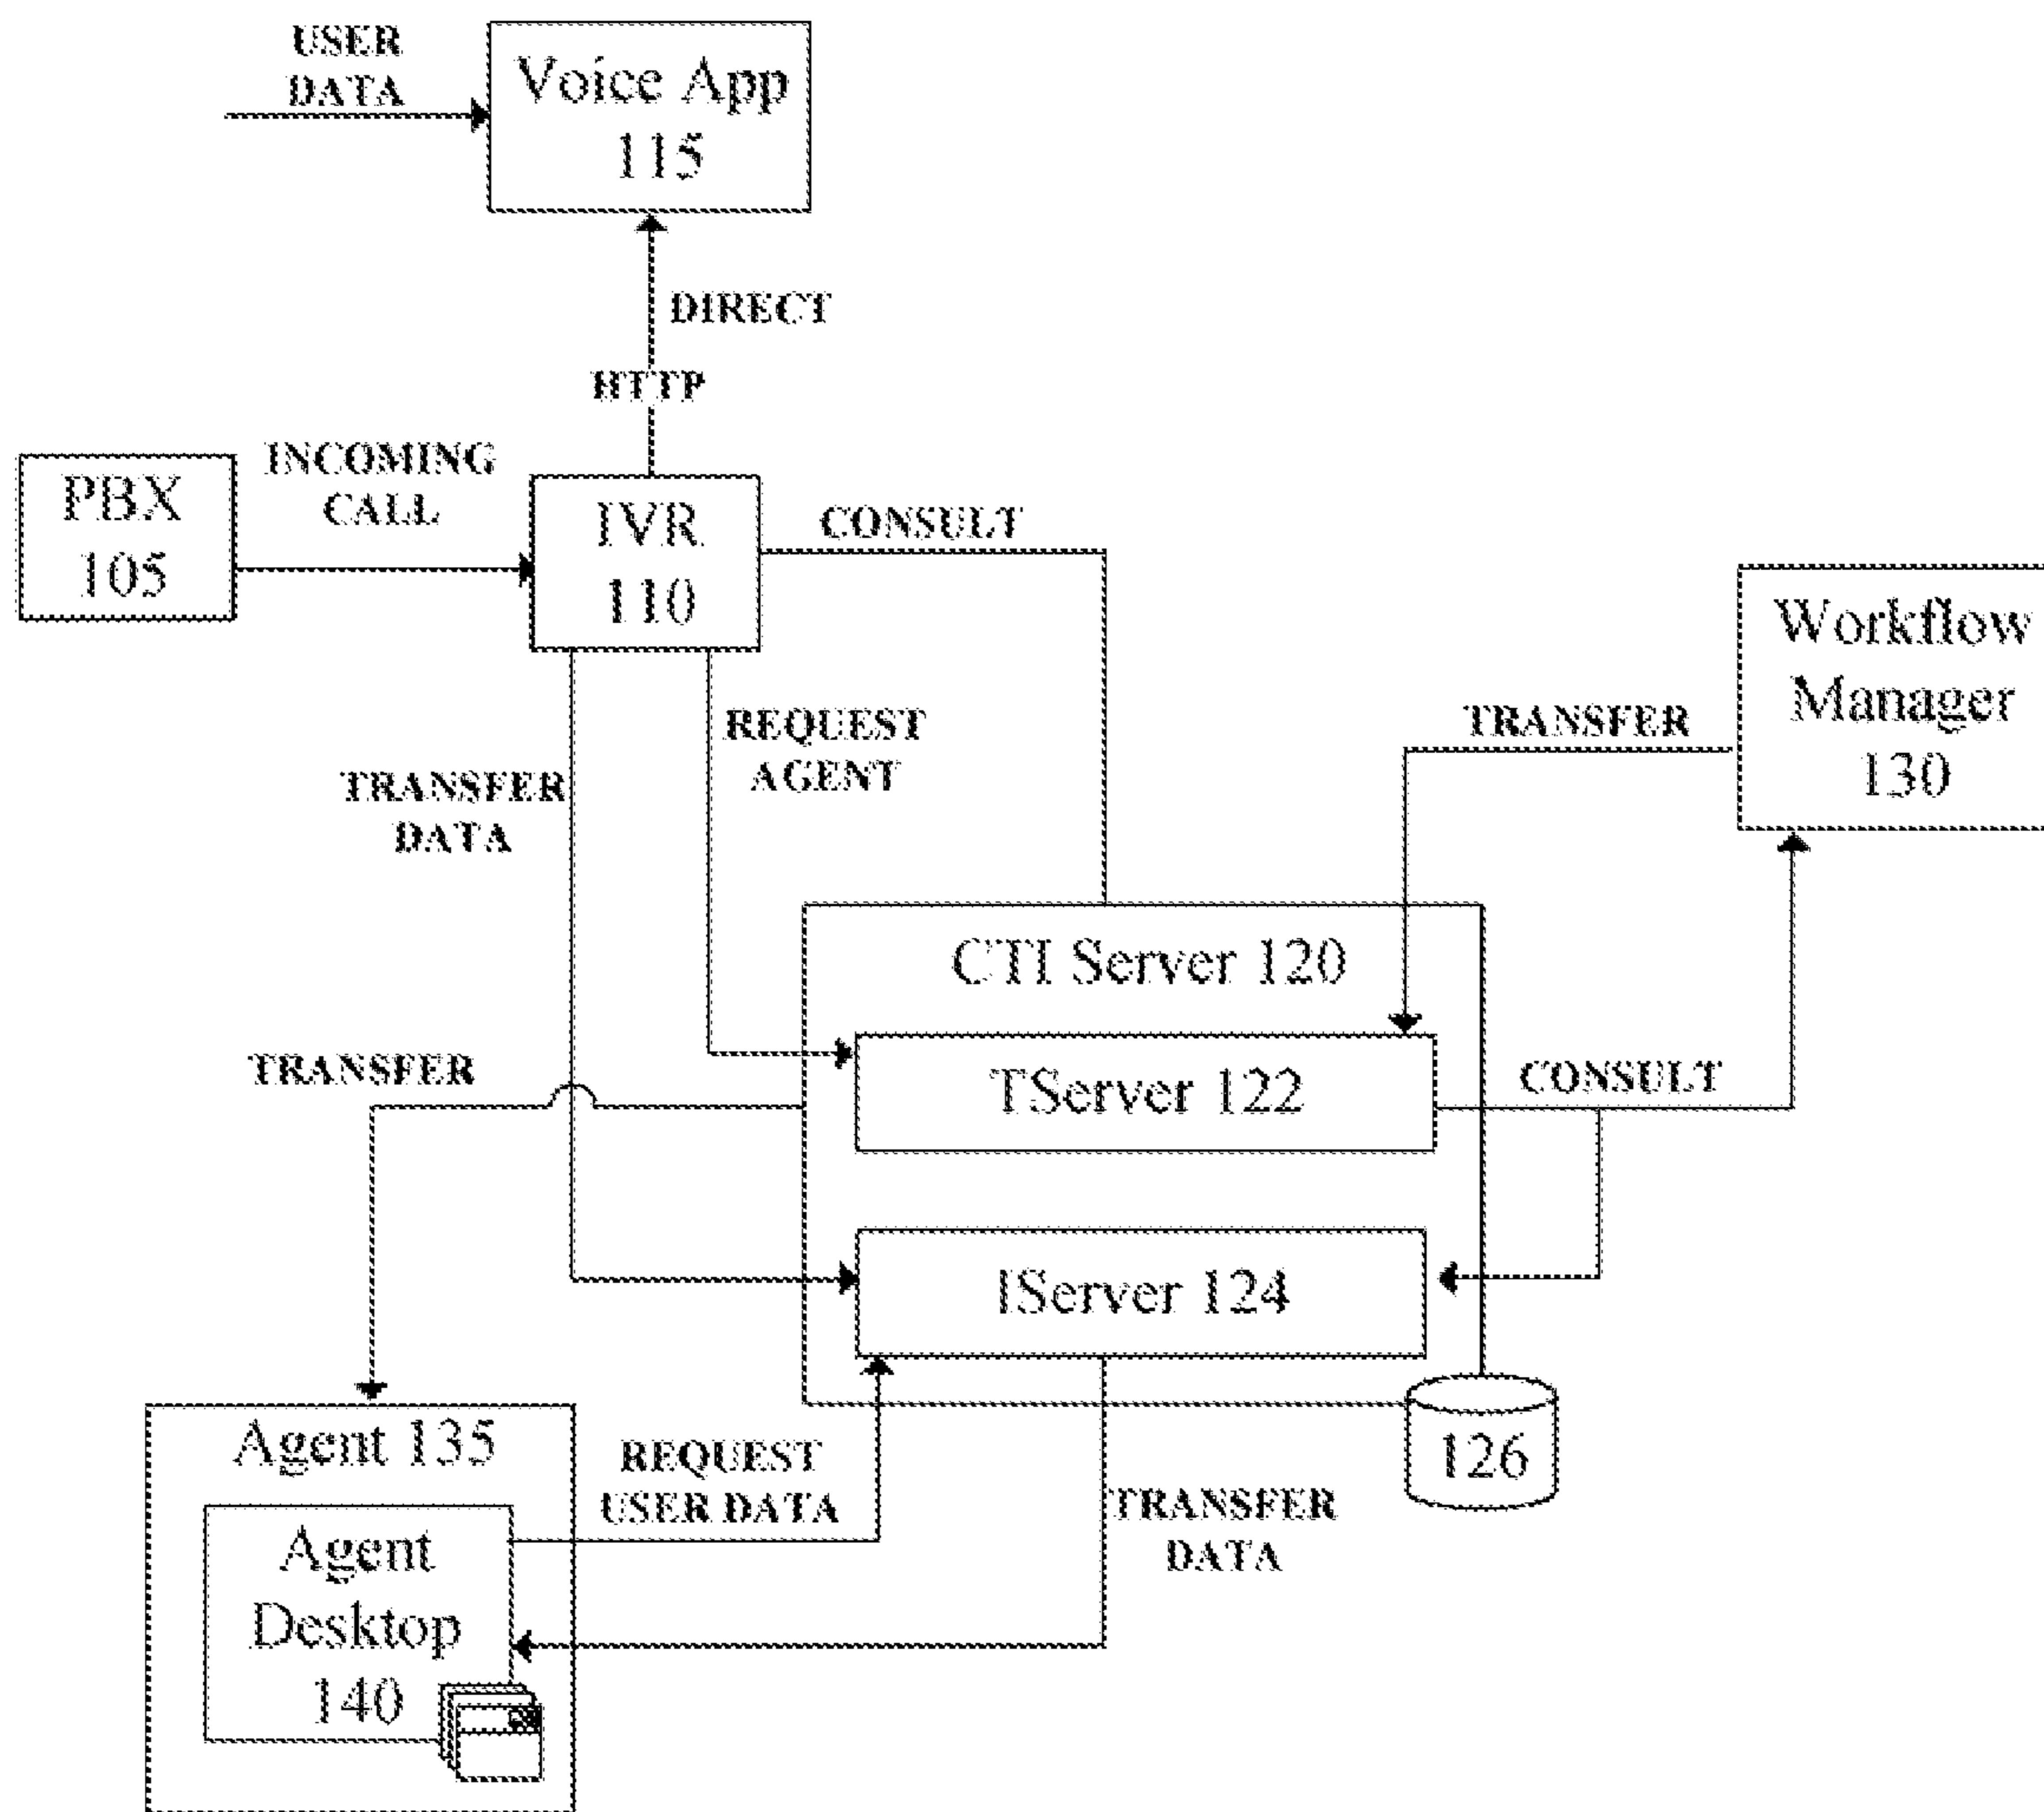 USER
DATA
Voice App
115
DIRECT
HTTP
PBX
105
INCOMING
CALL
IVR
110
CONSULT
Workflow
Manager
130
TRANSFER
REQUEST
AGENT
TRANSFER
DATA
CTI Server 120
TServer 122
CONSULT
TRANSFER
IServer 124
126
Agent 135
Agent
Desktop
140
REQUEST
USER DATA
TRANSFER
DATA